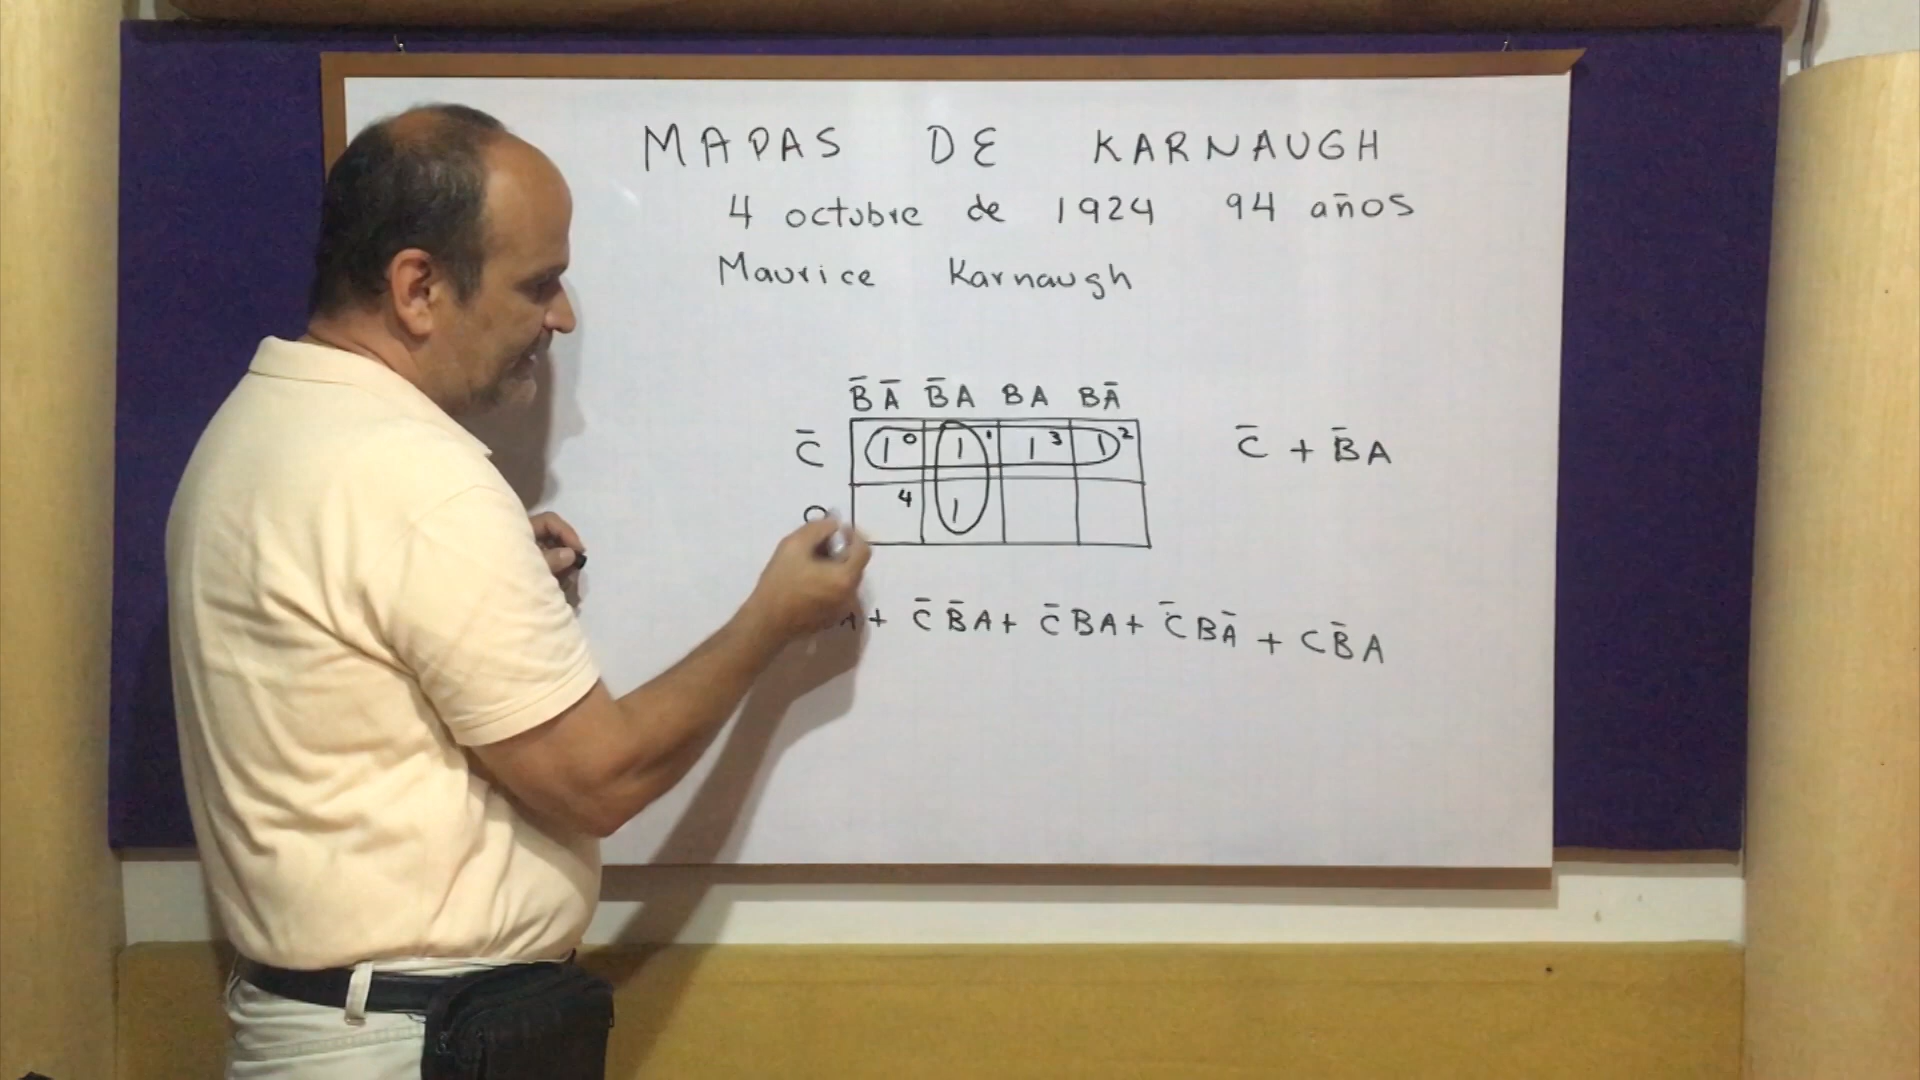 MAPAS DE KARNAUGH
4 octubre de 1924 94 años
Maurice Karnaugh
B̄Ā B̄A BA BĀ
C̄ 1 0 1 1 1 3 1 2 C̄ + B̄A
4 1
A + C̄B̄A + C̄BA + C̄BĀ + CB̄A